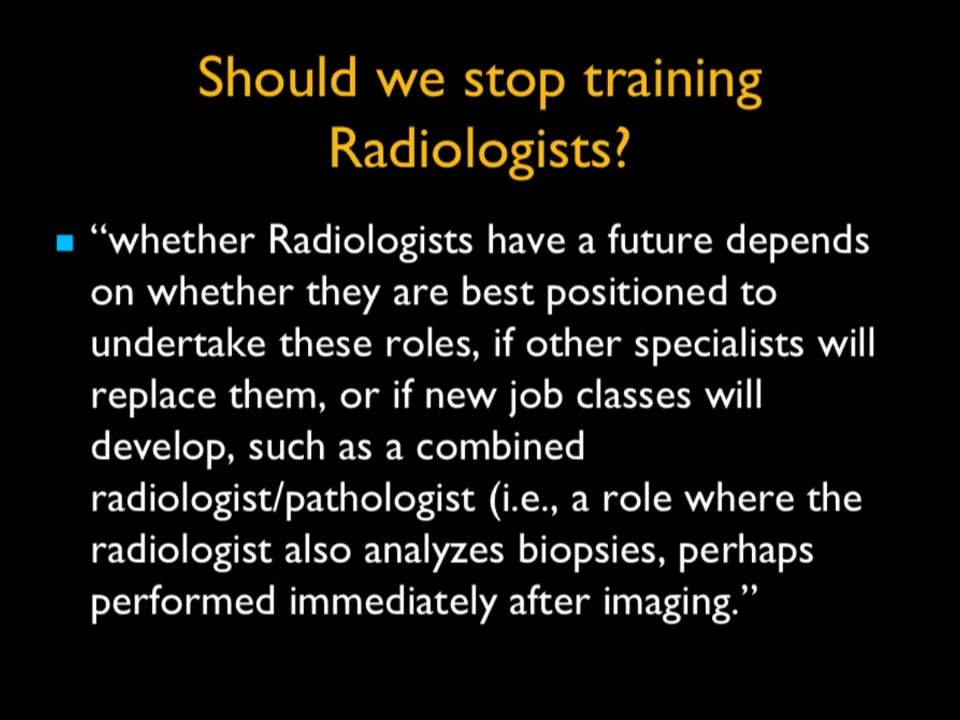 Should we stop training
Radiologists?
“whether Radiologists have a future depends
on whether they are best positioned to
undertake these roles, if other specialists will
replace them, or if new job classes will
develop, such as a combined
radiologist/pathologist (i.e., a role where the
radiologist also analyzes biopsies, perhaps
performed immediately after imaging.”